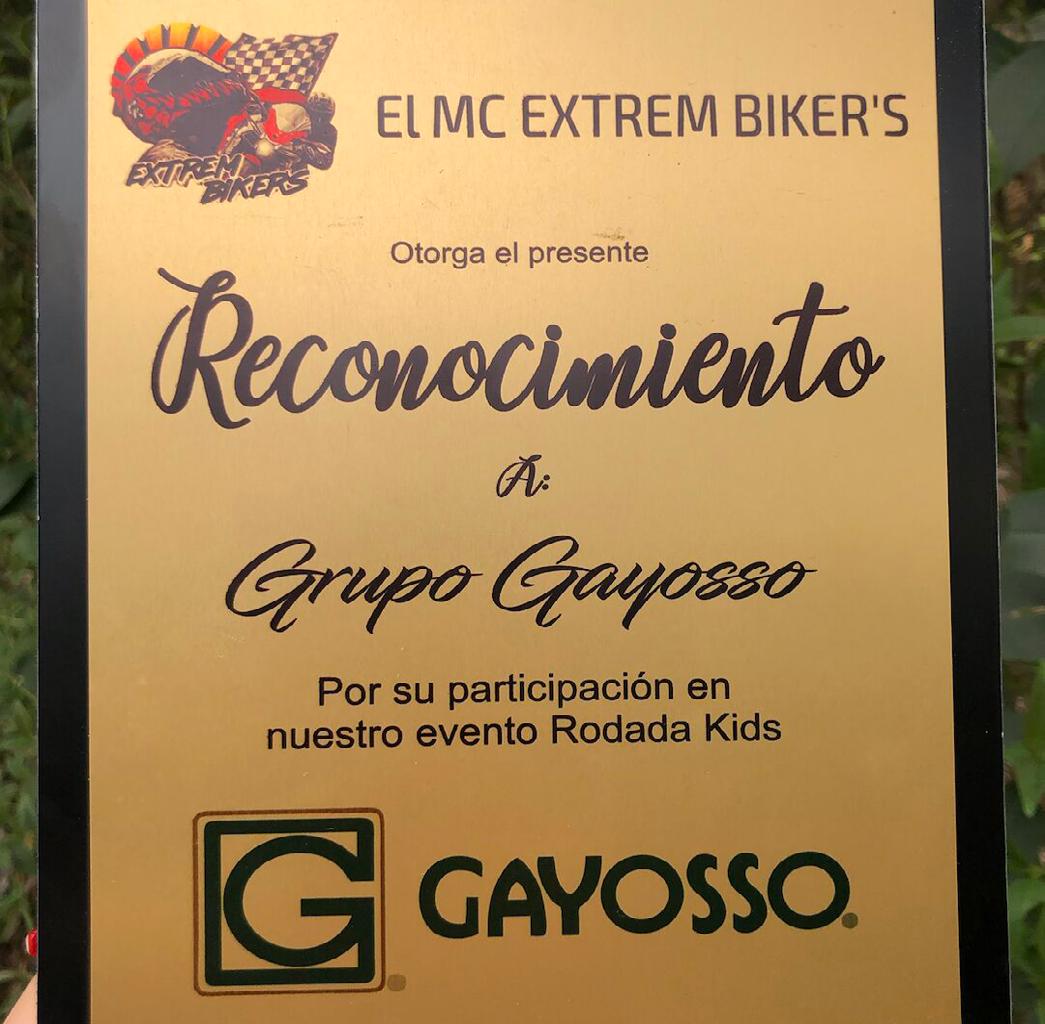 EXTREM
BIKERS
El MC EXTREM BIKER'S
Otorga el presente
Reconocimiento
A:
Grupo Gayosso
Por su participación en
nuestro evento Rodada Kids
G GAYOSSO